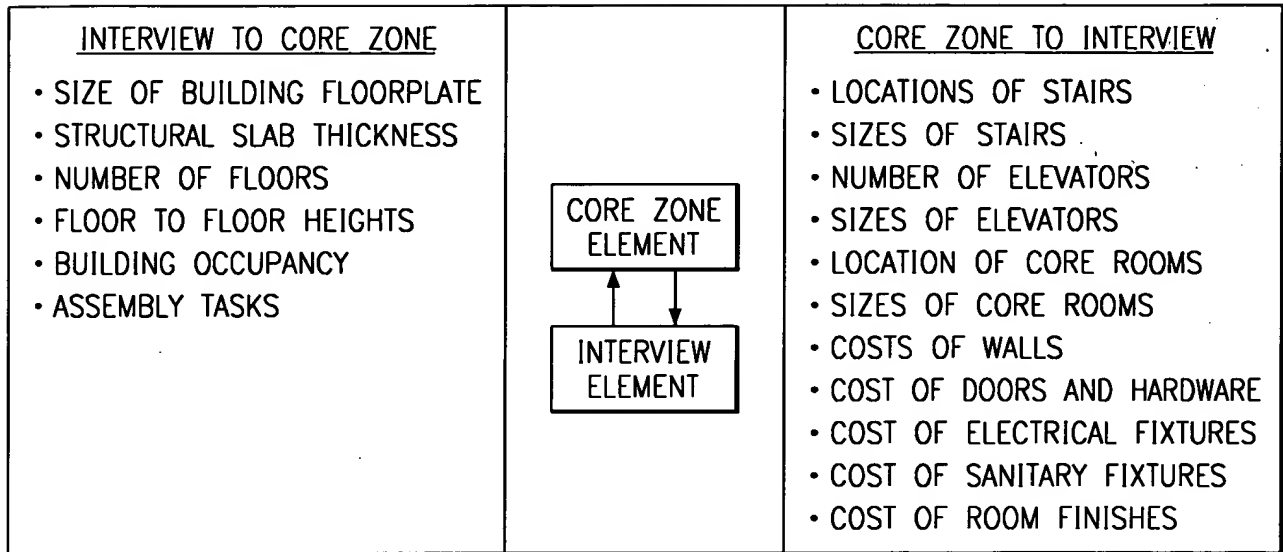 INTERVIEW TO CORE ZONE
• SIZE OF BUILDING FLOORPLATE
• STRUCTURAL SLAB THICKNESS
• NUMBER OF FLOORS
• FLOOR TO FLOOR HEIGHTS
• BUILDING OCCUPANCY
• ASSEMBLY TASKS
CORE ZONE
ELEMENT
INTERVIEW
ELEMENT
CORE ZONE TO INTERVIEW
• LOCATIONS OF STAIRS
• SIZES OF STAIRS
• NUMBER OF ELEVATORS
• SIZES OF ELEVATORS
• LOCATION OF CORE ROOMS
• SIZES OF CORE ROOMS
• COSTS OF WALLS
• COST OF DOORS AND HARDWARE
• COST OF ELECTRICAL FIXTURES
• COST OF SANITARY FIXTURES
• COST OF ROOM FINISHES